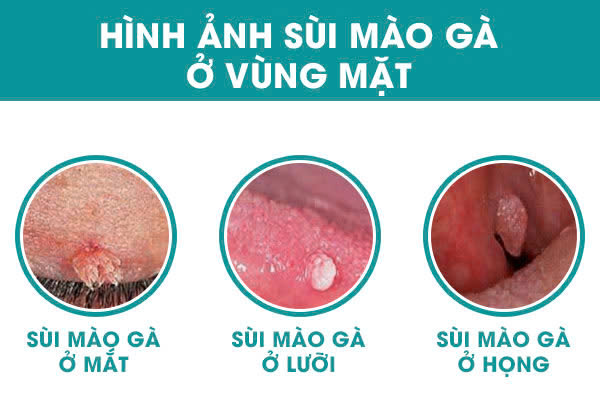 HÌNH ẢNH SÙI MÀO GÀ
Ở VÙNG MẶT
SÙI MÀO GÀ
Ở MẮT
SÙI MÀO GÀ
Ở LƯỠI
SÙI MÀO GÀ
Ở HỌNG